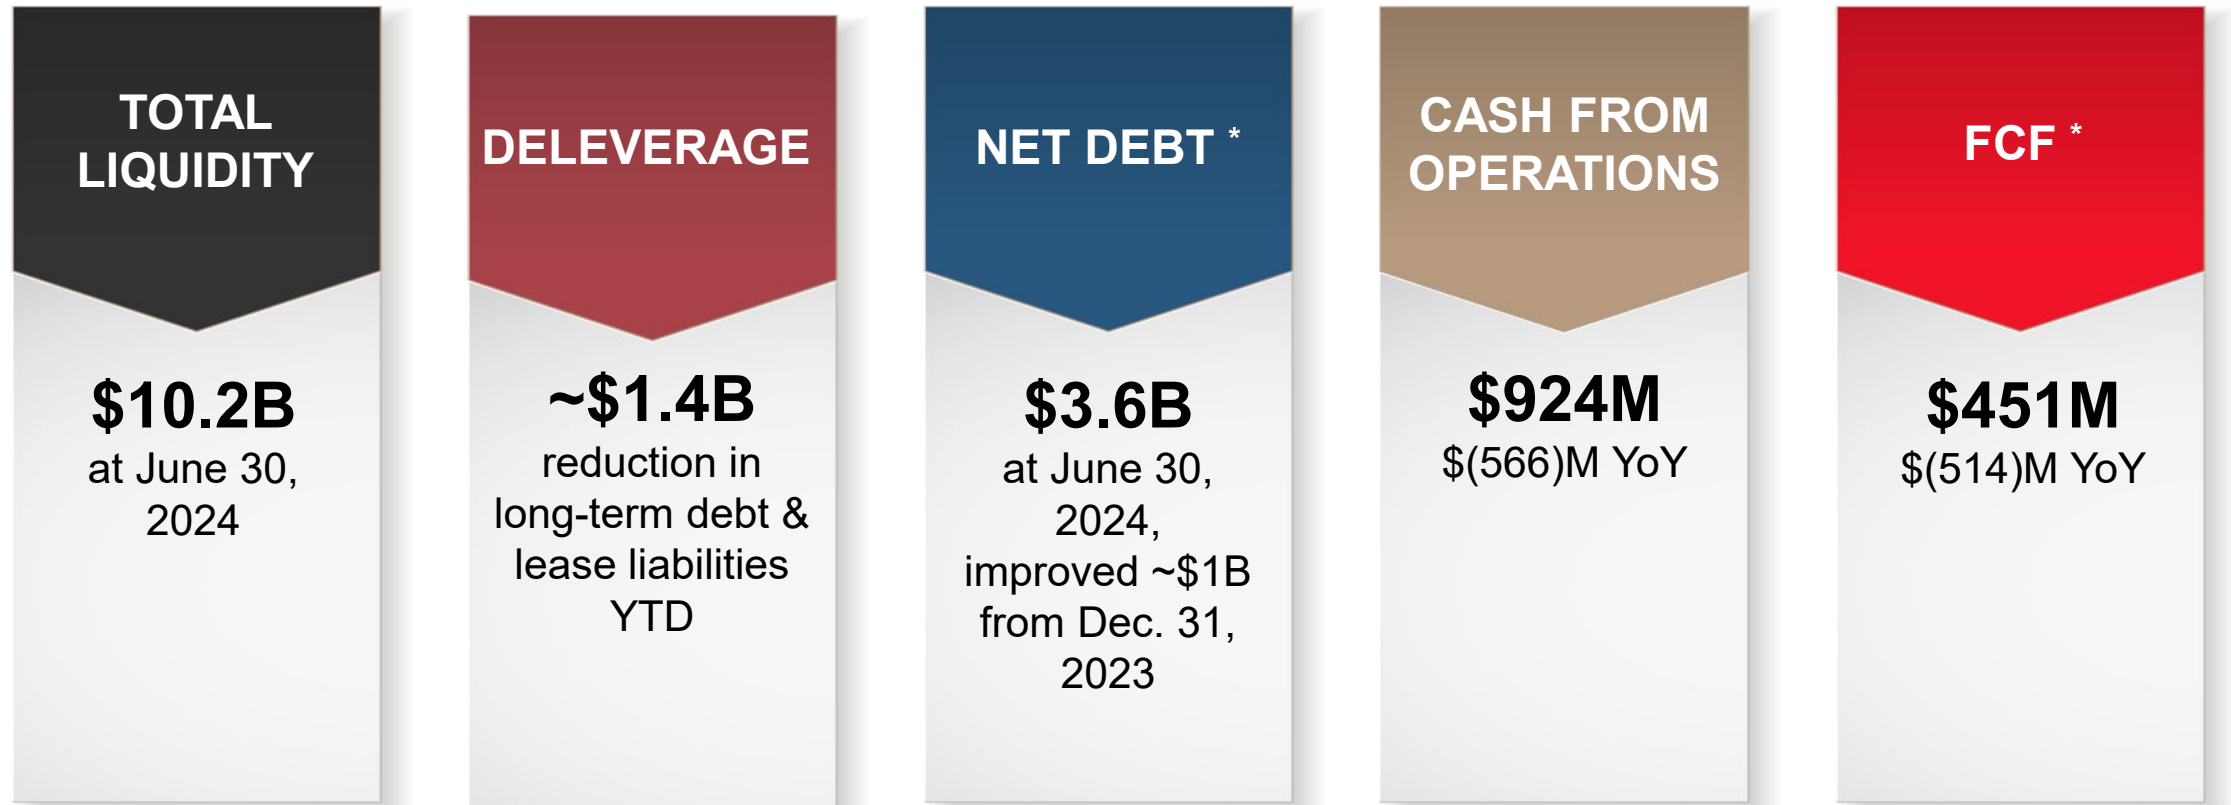 TOTAL
LIQUIDITY
$10.2B
at June 30,
2024
DELEVERAGE
~$1.4B
reduction in
long-term debt &
lease liabilities
YTD
NET DEBT *
$3.6B
at June 30,
2024,
improved ~$1B
from Dec. 31,
2023
CASH FROM
OPERATIONS
$924M
$(566)M YoY
FCF *
$451M
$(514)M YoY